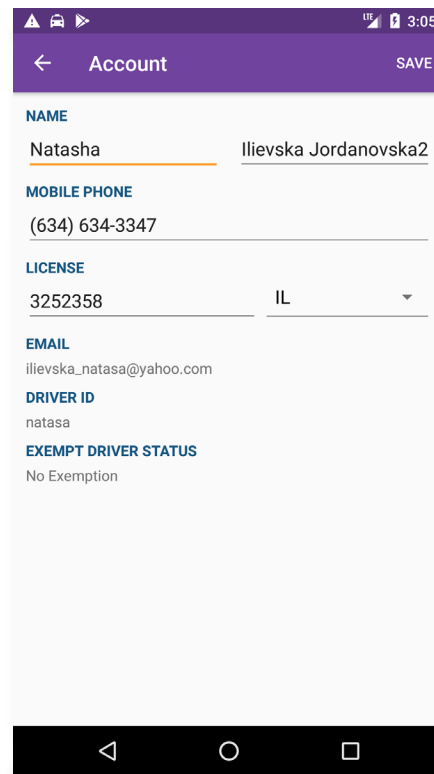 LTE 3:05
Account SAVE
NAME
Natasha Ilievska Jordanovska2
MOBILE PHONE
(634) 634-3347
LICENSE
3252358 IL
EMAIL
ilievska_natasa@yahoo.com
DRIVER ID
natasa
EXEMPT DRIVER STATUS
No Exemption